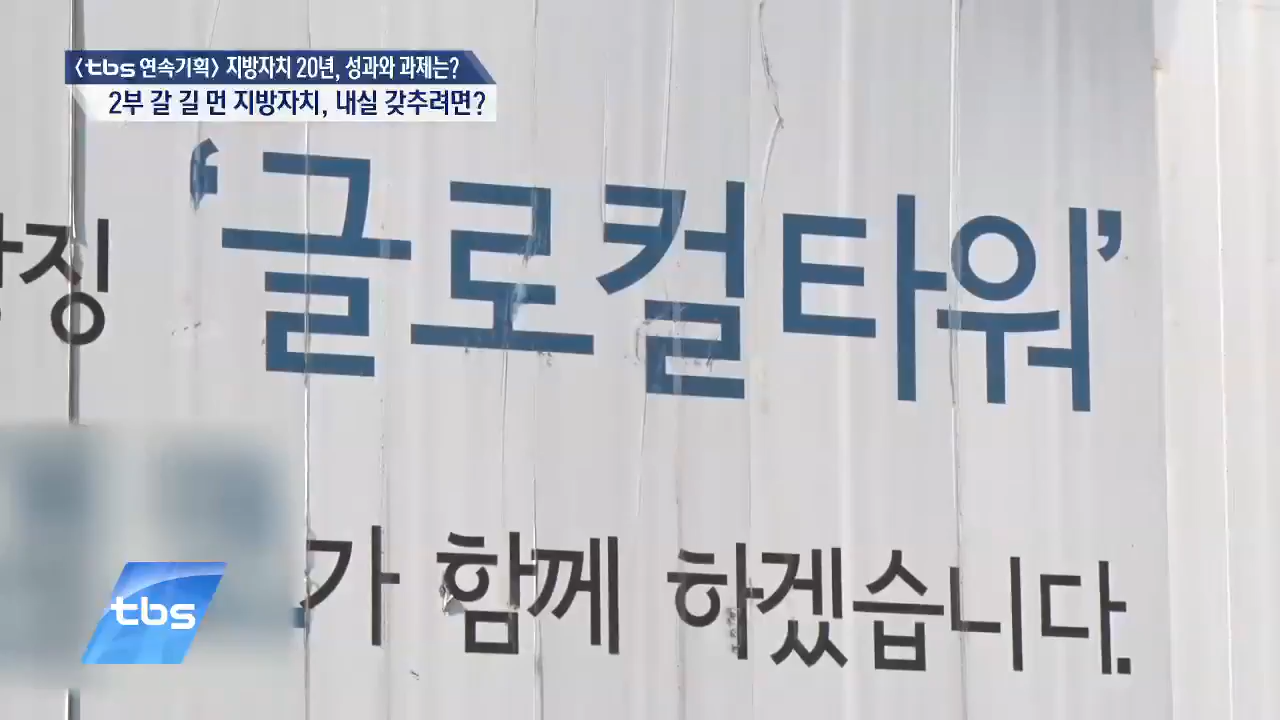 <tbs 연속기획> 지방자치 20년, 성과와 과제는?
2부 갈 길 먼 지방자치, 내실 갖추려면?
징 ‘글로컬타워’
가 함께 하겠습니다.
tbs